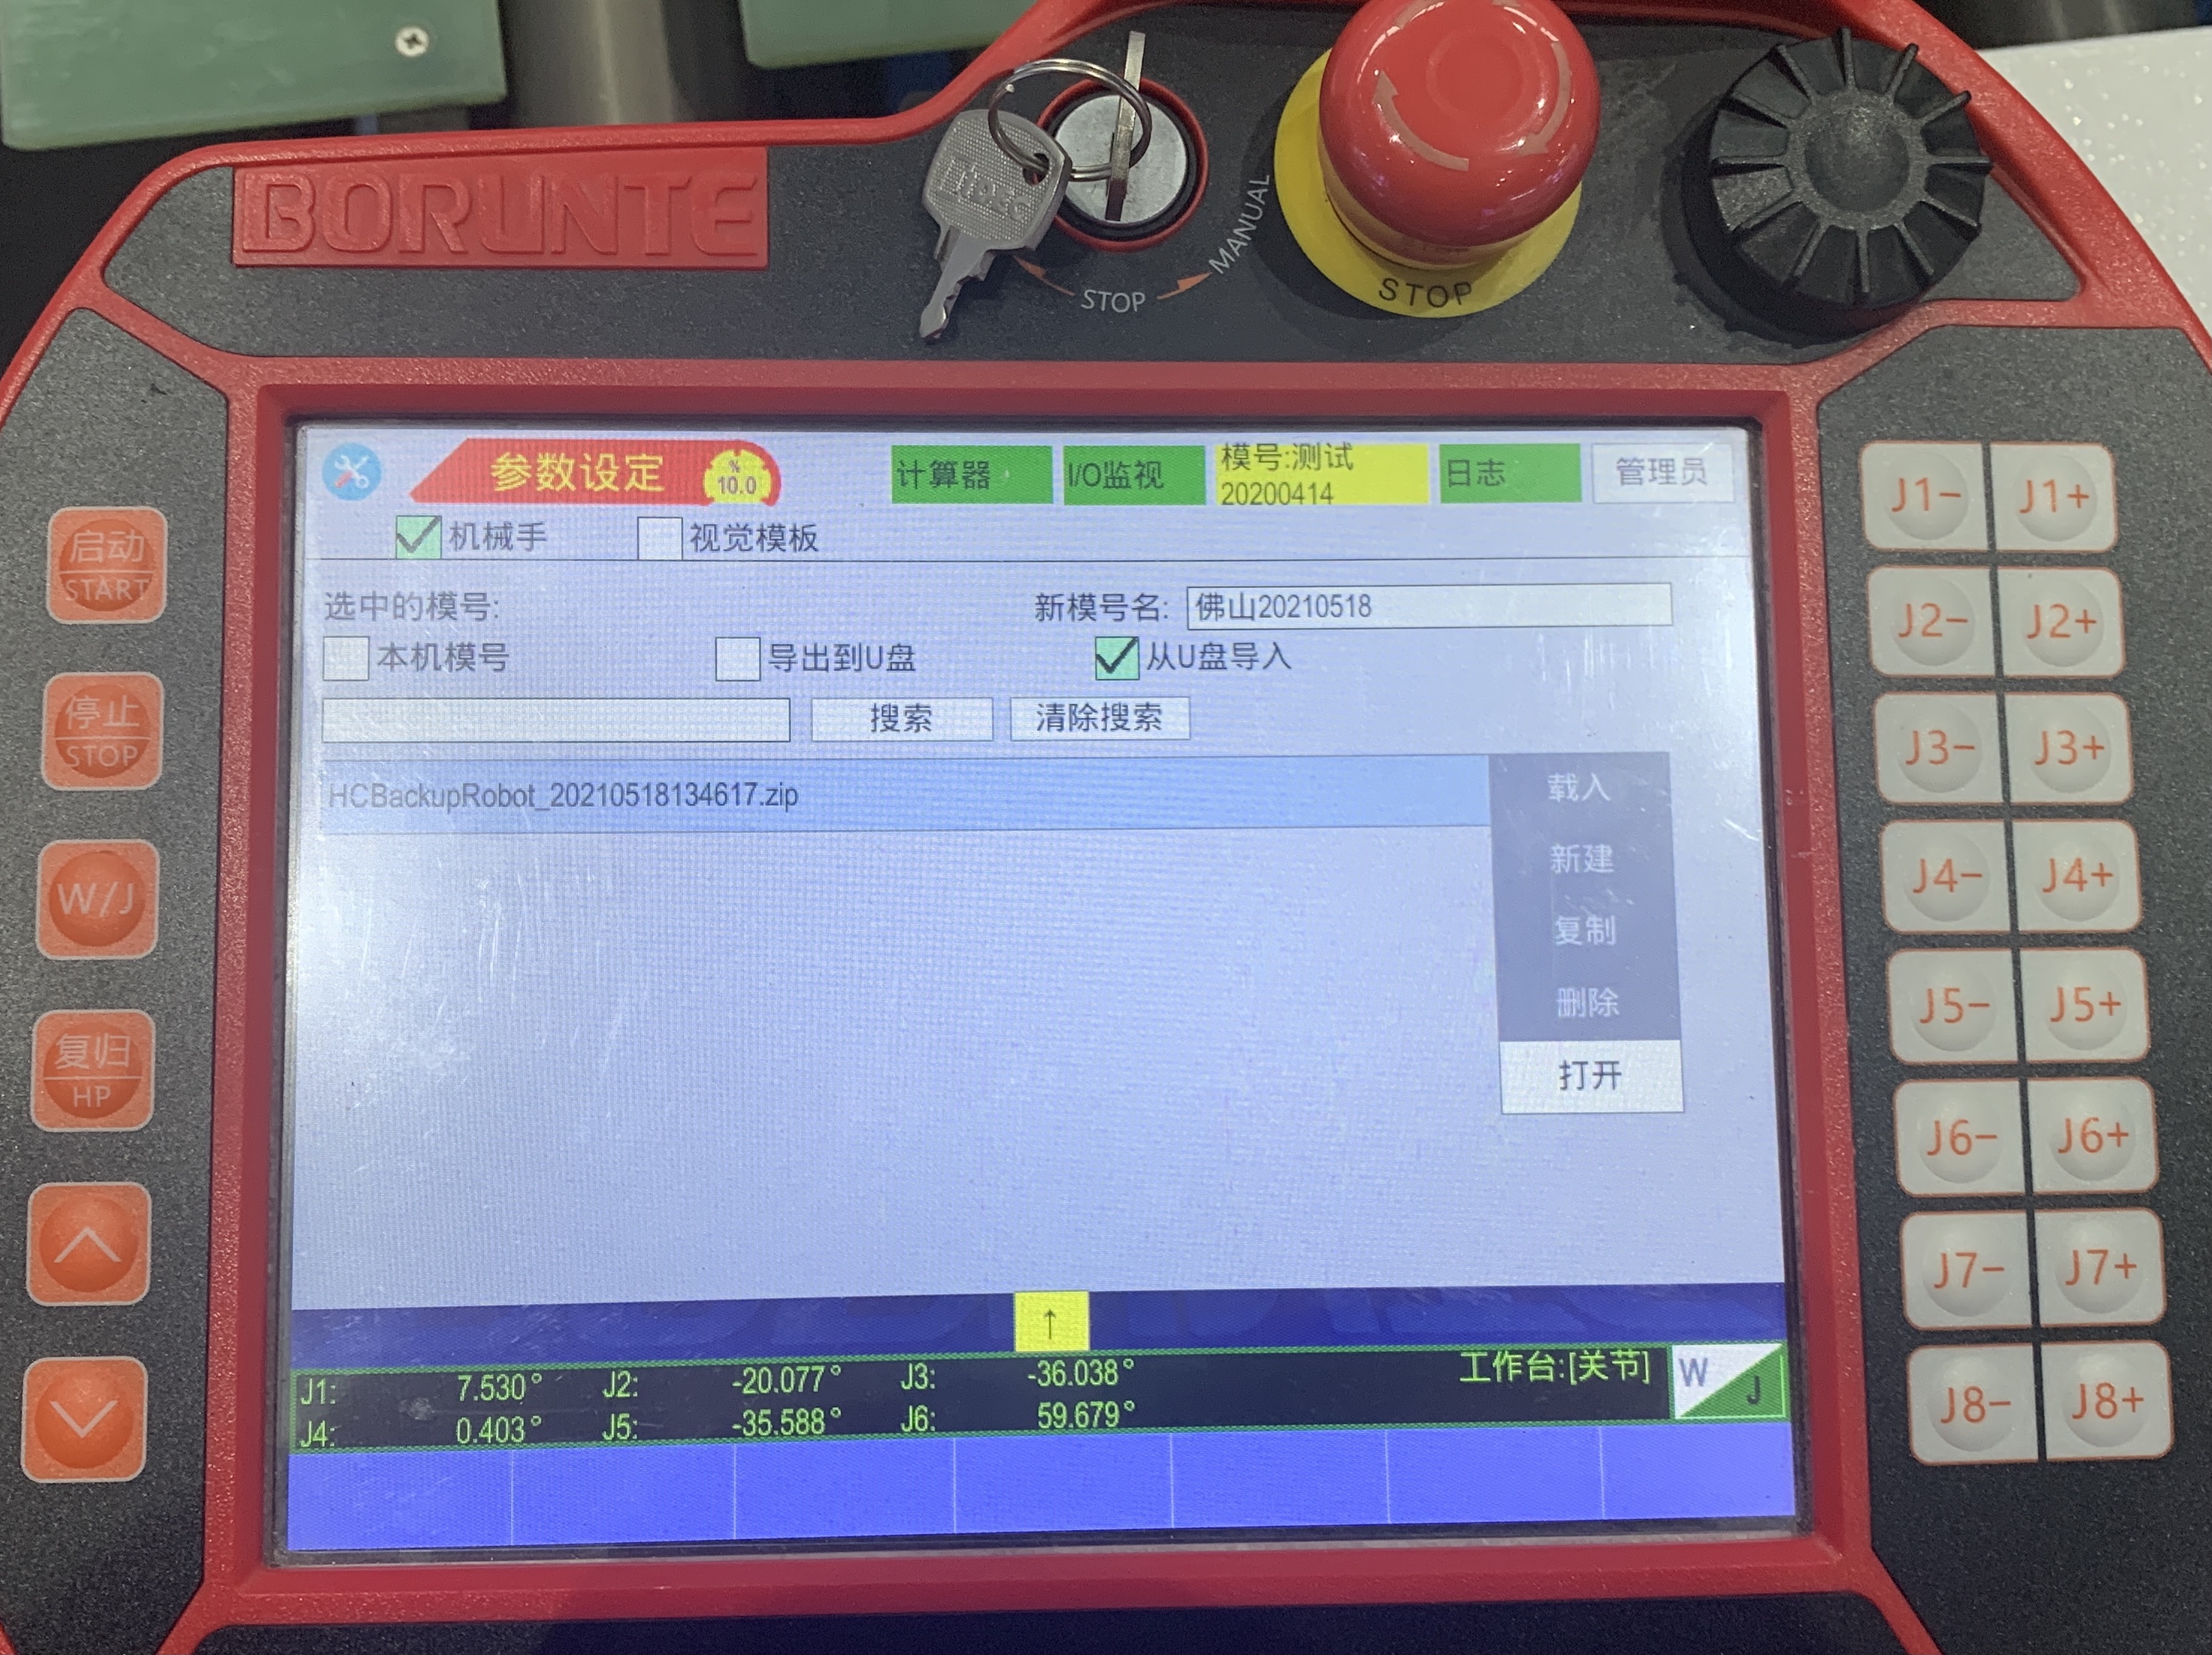 BORUNTE
STOP
MANUAL
STOP
参数设定
%
10.0
计算器
I/O监视
模号:测试
20200414
日志
管理员
机械手
视觉模板
选中的模号:
新模号名:
佛山20210518
本机模号
导出到U盘
从U盘导入
搜索
清除搜索
HCBackupRobot_20210518134617.zip
载入
新建
复制
删除
打开
↑
J1: 7.530° J2: -20.077° J3: -36.038°
J4: 0.403° J5: -35.588° J6: 59.679°
工作台:[关节]
W
J
启动
START
停止
STOP
W/J
复归
HP
J1- J1+
J2- J2+
J3- J3+
J4- J4+
J5- J5+
J6- J6+
J7- J7+
J8- J8+